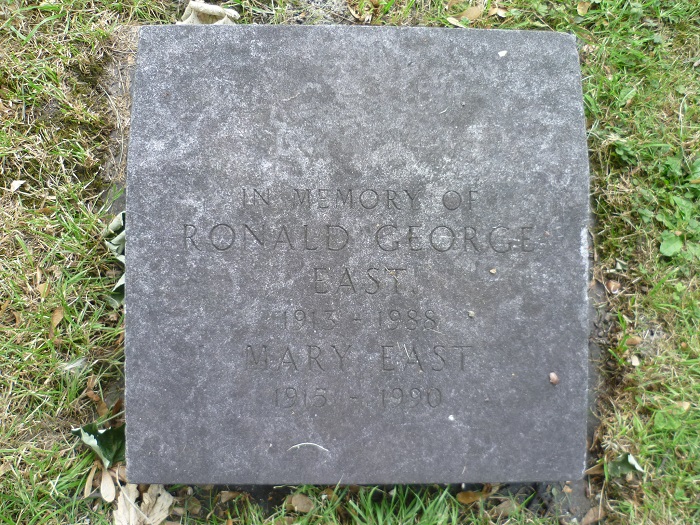 IN MEMORY OF
RONALD GEORGE
EAST
1913 - 1988
MARY EAST
1915 - 1990